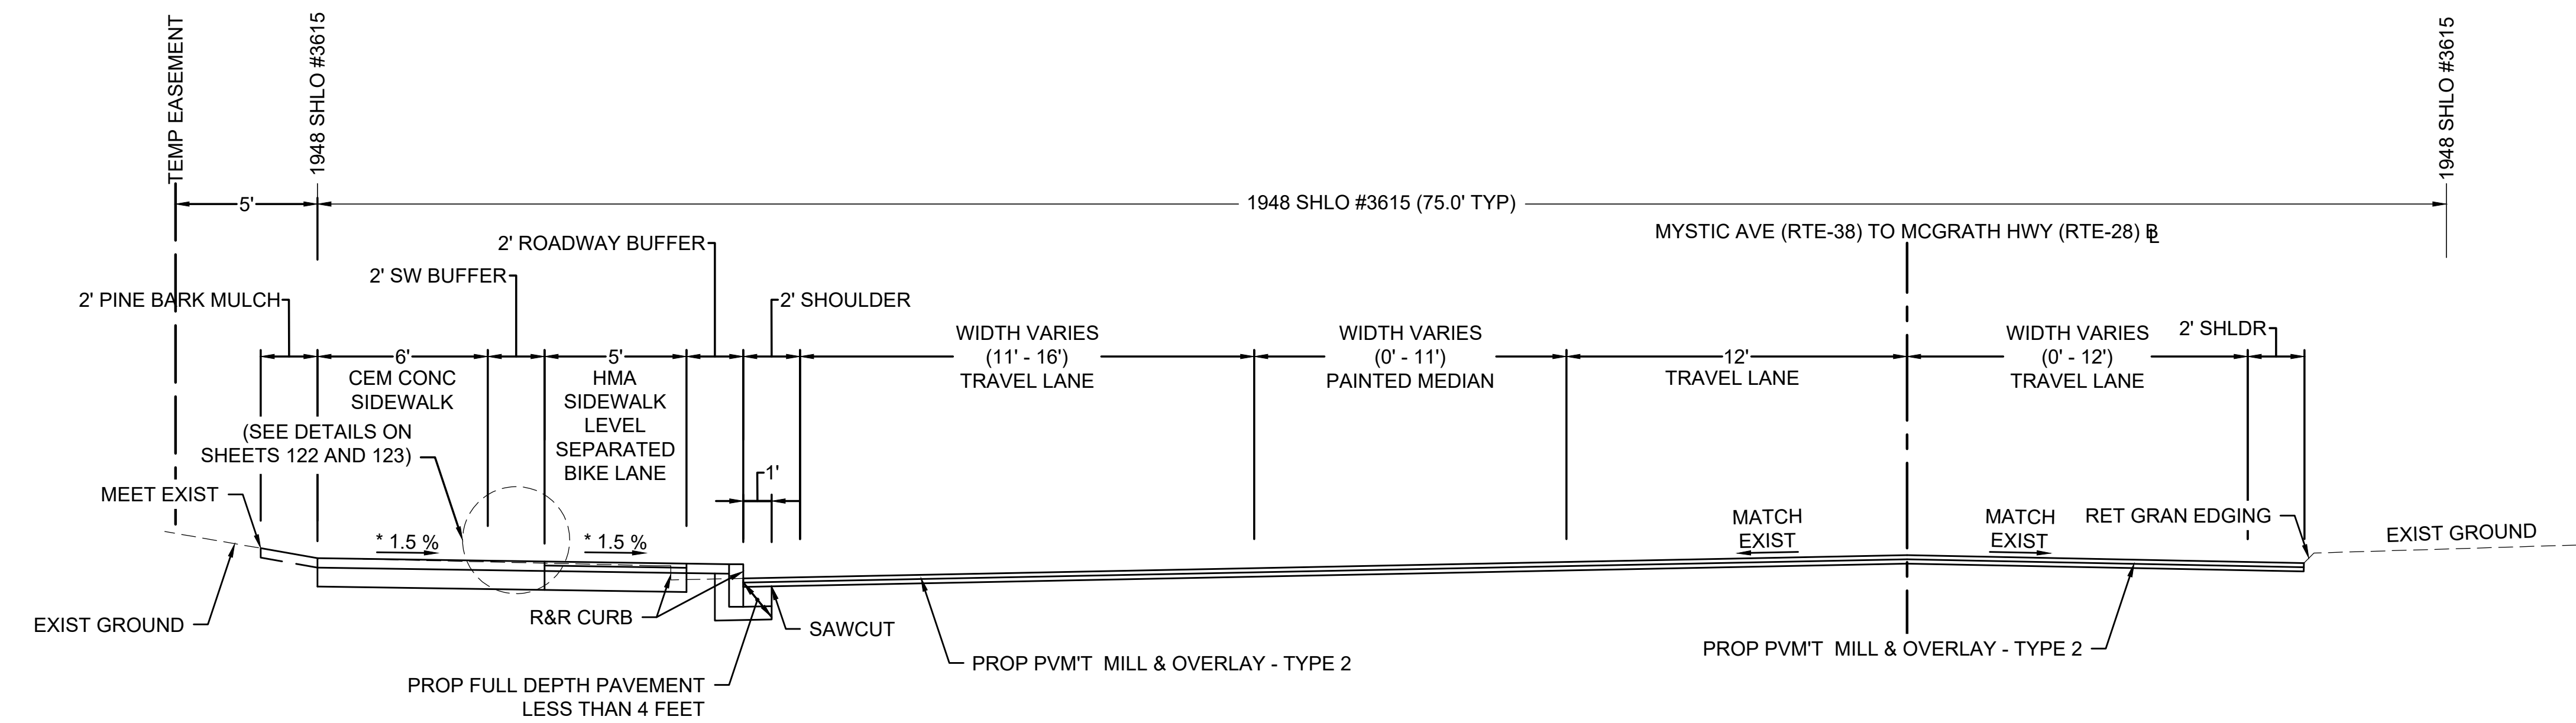 TEMP EASEMENT
1948 SHLO #3615
1948 SHLO #3615
5'
1948 SHLO #3615 (75.0' TYP)
MYSTIC AVE (RTE-38) TO MCGRATH HWY (RTE-28) BL
2' ROADWAY BUFFER
2' SW BUFFER
2' PINE BARK MULCH
2' SHOULDER
6'
CEM CONC
SIDEWALK
5'
HMA
SIDEWALK
LEVEL
SEPARATED
BIKE LANE
WIDTH VARIES
(11' - 16')
TRAVEL LANE
WIDTH VARIES
(0' - 11')
PAINTED MEDIAN
12'
TRAVEL LANE
WIDTH VARIES
(0' - 12')
TRAVEL LANE
2' SHLDR
(SEE DETAILS ON
SHEETS 122 AND 123)
1'
MEET EXIST
* 1.5 %
* 1.5 %
MATCH
EXIST
MATCH
EXIST
RET GRAN EDGING
EXIST GROUND
EXIST GROUND
R&R CURB
SAWCUT
PROP PVM'T MILL & OVERLAY - TYPE 2
PROP PVM'T MILL & OVERLAY - TYPE 2
PROP FULL DEPTH PAVEMENT
LESS THAN 4 FEET